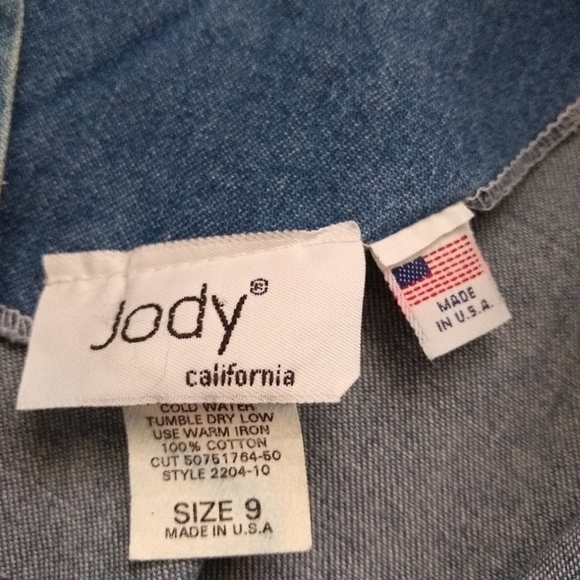 Jody®
california
COLD WATER
TUMBLE DRY LOW
USE WARM IRON
100% COTTON
CUT 50751764-50
STYLE 2204-10
SIZE 9
MADE IN U.S.A
MADE
IN U.S.A.